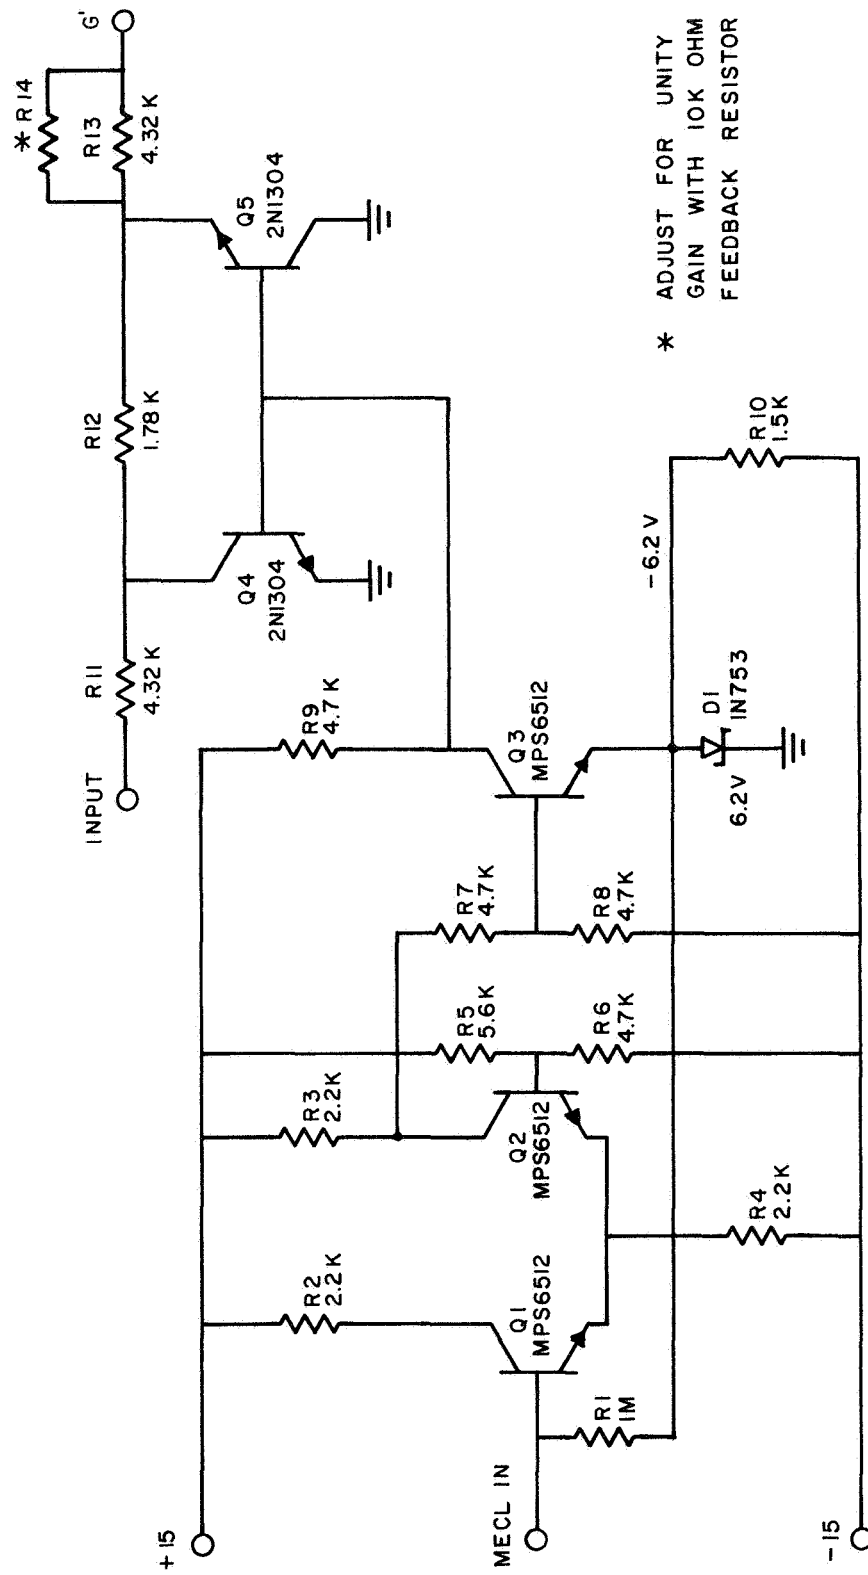 INPUT
R11
4.32 K
R12
1.78 K
* R14
R13
4.32 K
G'
Q4
2N1304
Q5
2N1304
+15
R2
2.2K
R3
2.2K
R9
4.7 K
R5
5.6K
R7
4.7K
MECL IN
Q1
MPS6512
Q2
MPS6512
Q3
MPS6512
R1
1M
R6
4.7K
R8
4.7K
-6.2 V
R4
2.2K
6.2V
D1
1N753
R10
1.5K
-15
* ADJUST FOR UNITY
GAIN WITH 10K OHM
FEEDBACK RESISTOR